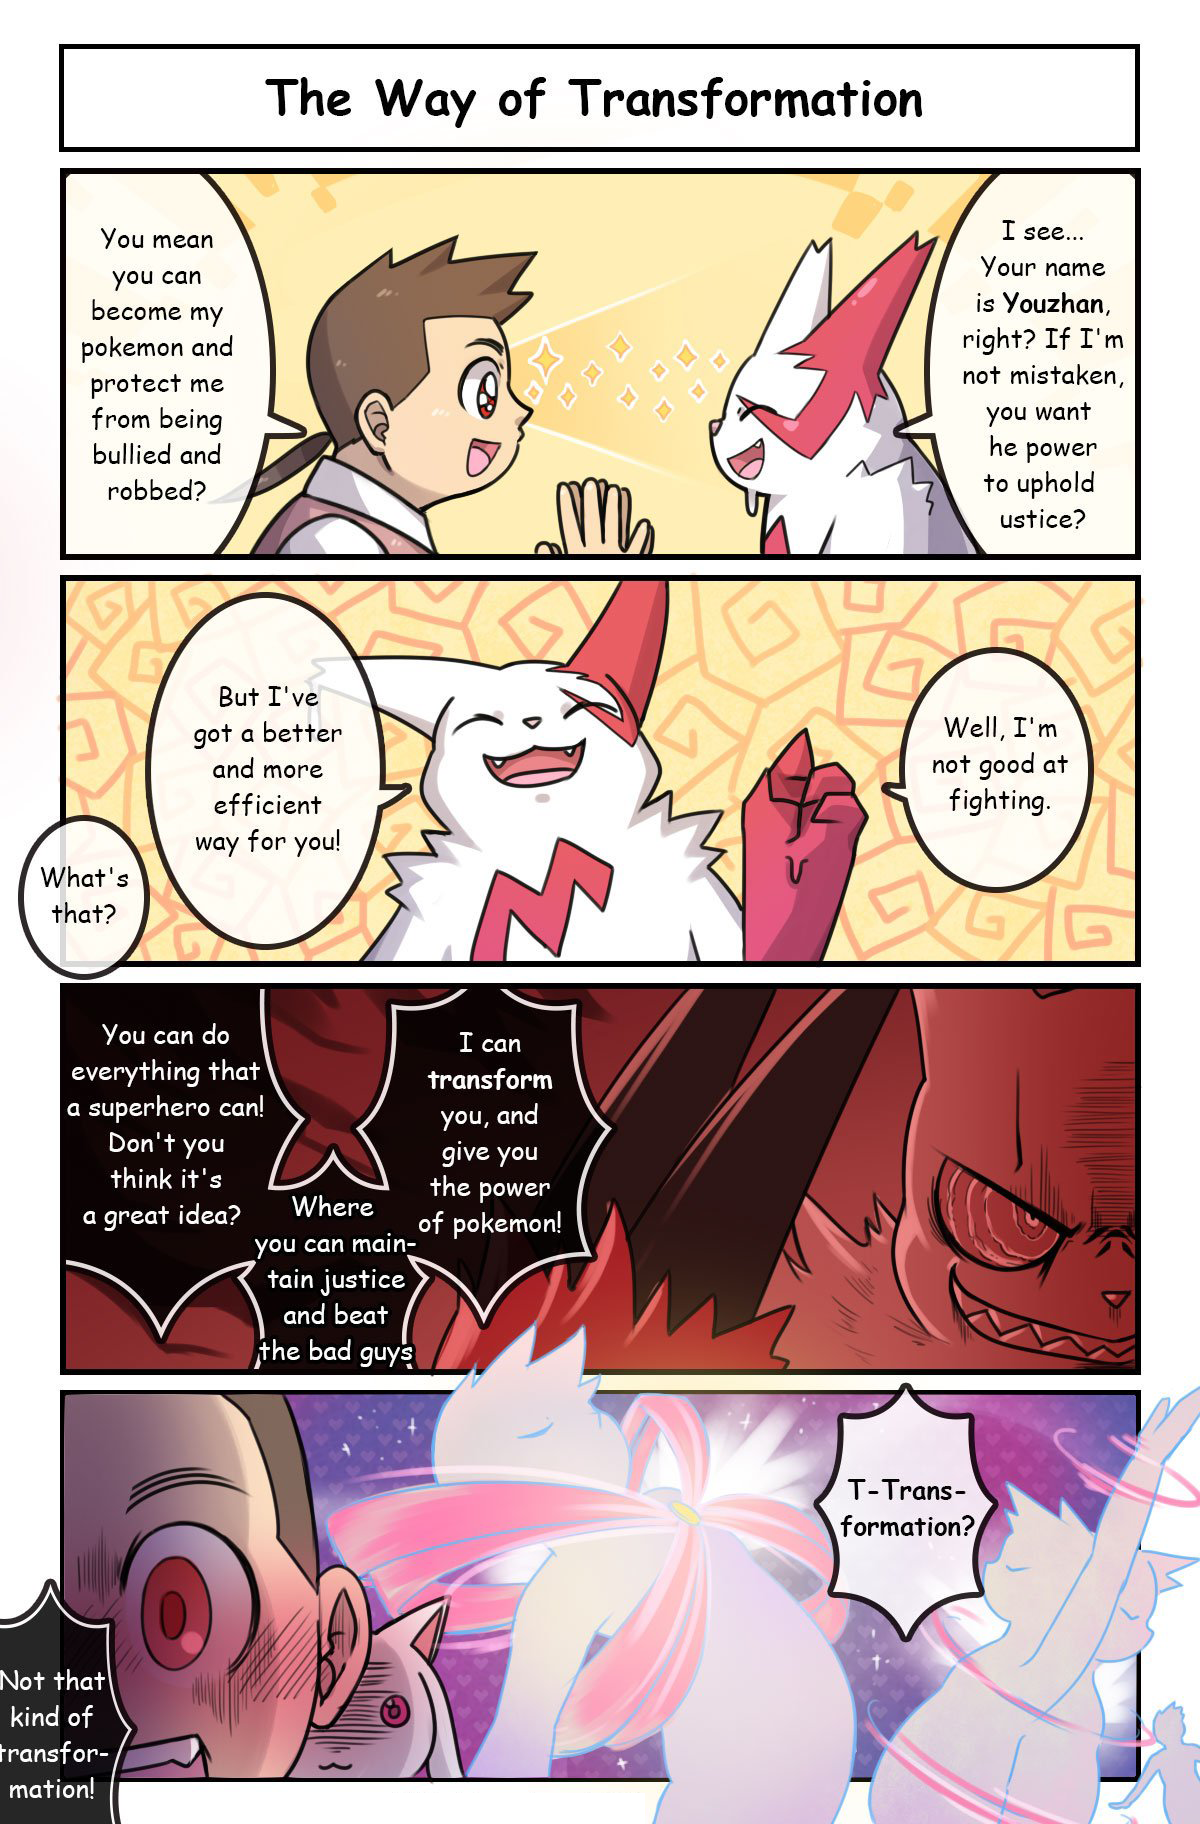 The Way of Transformation
You mean
you can
become my
pokemon and
protect me
from being
bullied and
robbed?
I see...
Your name
is Youzhan,
right? If I'm
not mistaken,
you want
he power
to uphold
ustice?
But I've
got a better
and more
efficient
way for you!
Well, I'm
not good at
fighting.
What's
that?
You can do
everything that
a superhero can!
Don't you
think it's
a great idea?
Where
you can main-
tain justice
and beat
the bad guys
I can
transform
you, and
give you
the power
of pokemon!
T-Trans-
formation?
Not that
kind of
transfor-
mation!